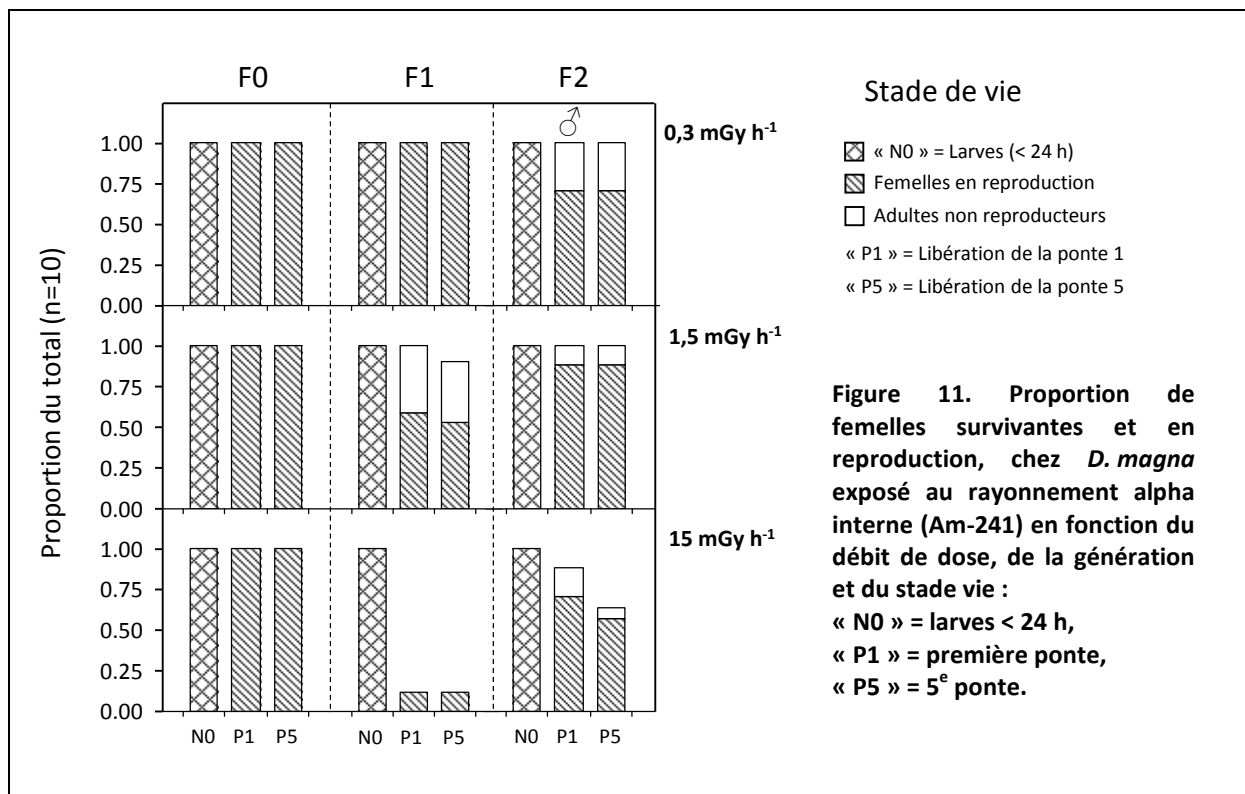 F0 F1 F2
♂
0,3 mGy h-1
1.00
0.75
0.50
0.25
0.00
1,5 mGy h-1
1.00
0.75
0.50
0.25
0.00
15 mGy h-1
1.00
0.75
0.50
0.25
0.00
Proportion du total (n=10)
N0 P1 P5 N0 P1 P5 N0 P1 P5
Stade de vie
« N0 » = Larves (< 24 h)
Femelles en reproduction
Adultes non reproducteurs
« P1 » = Libération de la ponte 1
« P5 » = Libération de la ponte 5
Figure 11. Proportion de
femelles survivantes et en
reproduction, chez D. magna
exposé au rayonnement alpha
interne (Am-241) en fonction du
débit de dose, de la génération
et du stade vie :
« N0 » = larves < 24 h,
« P1 » = première ponte,
« P5 » = 5e ponte.